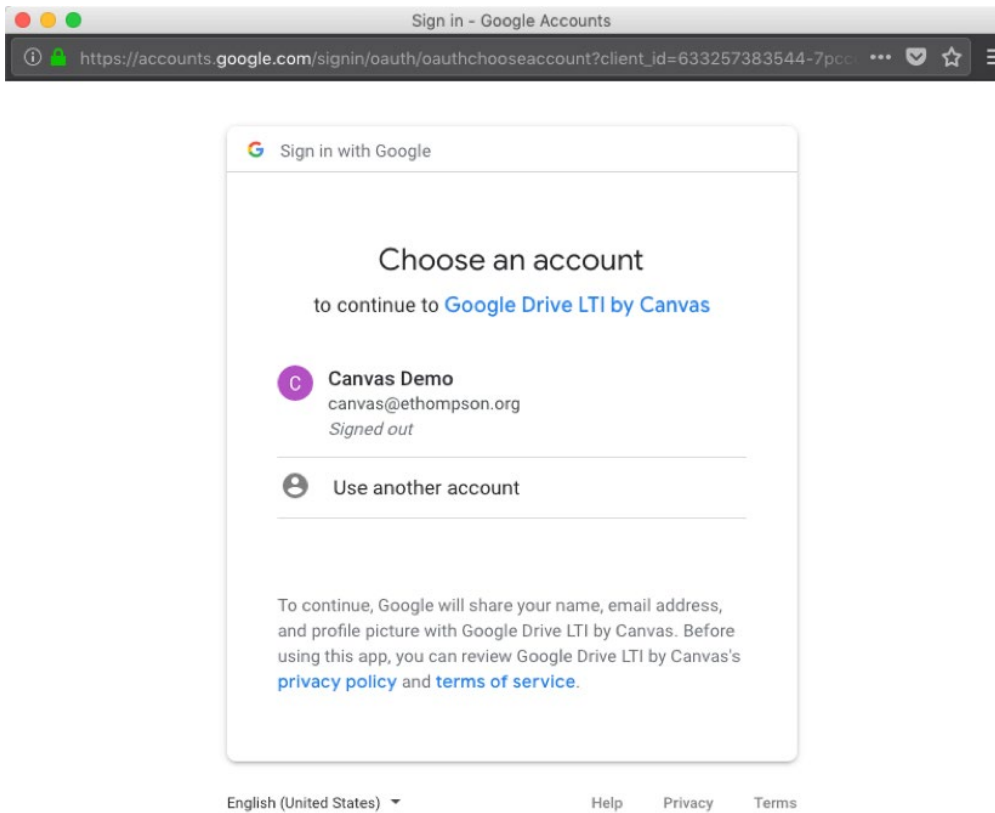 Sign in - Google Accounts
https://accounts.google.com/signin/oauth/oauthchooseaccount?client_id=633257383544-7pcc
G Sign in with Google
Choose an account
to continue to Google Drive LTI by Canvas
C
Canvas Demo
canvas@ethompson.org
Signed out
Use another account
To continue, Google will share your name, email address,
and profile picture with Google Drive LTI by Canvas. Before
using this app, you can review Google Drive LTI by Canvas's
privacy policy and terms of service.
English (United States) Help Privacy Terms